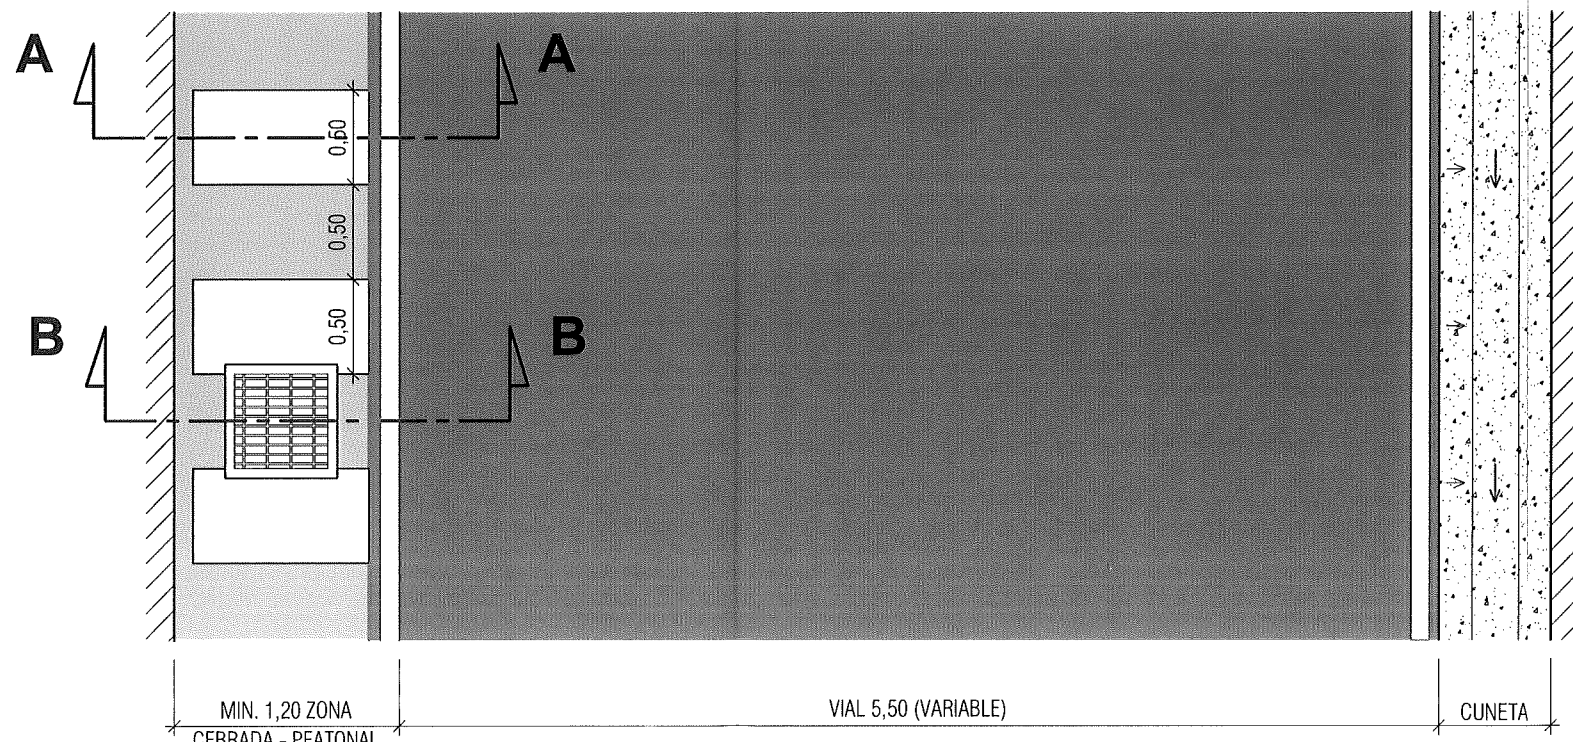 A
A
0,50
0,50
B
0,50
B
MIN. 1,20 ZONA
CERRADA - PEATONAL
VIAL 5,50 (VARIABLE)
CUNETA